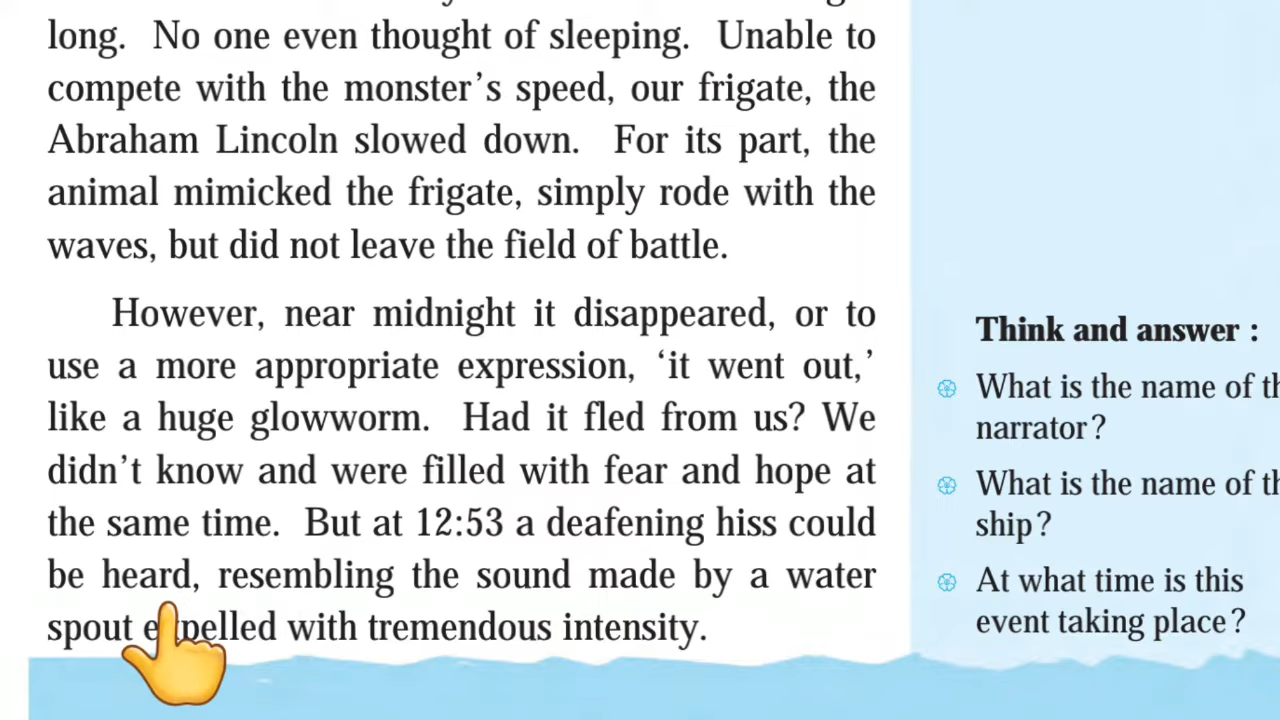 long. No one even thought of sleeping. Unable to
compete with the monster's speed, our frigate, the
Abraham Lincoln slowed down. For its part, the
animal mimicked the frigate, simply rode with the
waves, but did not leave the field of battle.
However, near midnight it disappeared, or to
use a more appropriate expression, ‘it went out,’
like a huge glowworm. Had it fled from us? We
didn’t know and were filled with fear and hope at
the same time. But at 12:53 a deafening hiss could
be heard, resembling the sound made by a water
spout with tremendous intensity.
Think and answer :
What is the name of
narrator?
What is the name of
ship?
At what time is this
event taking place?